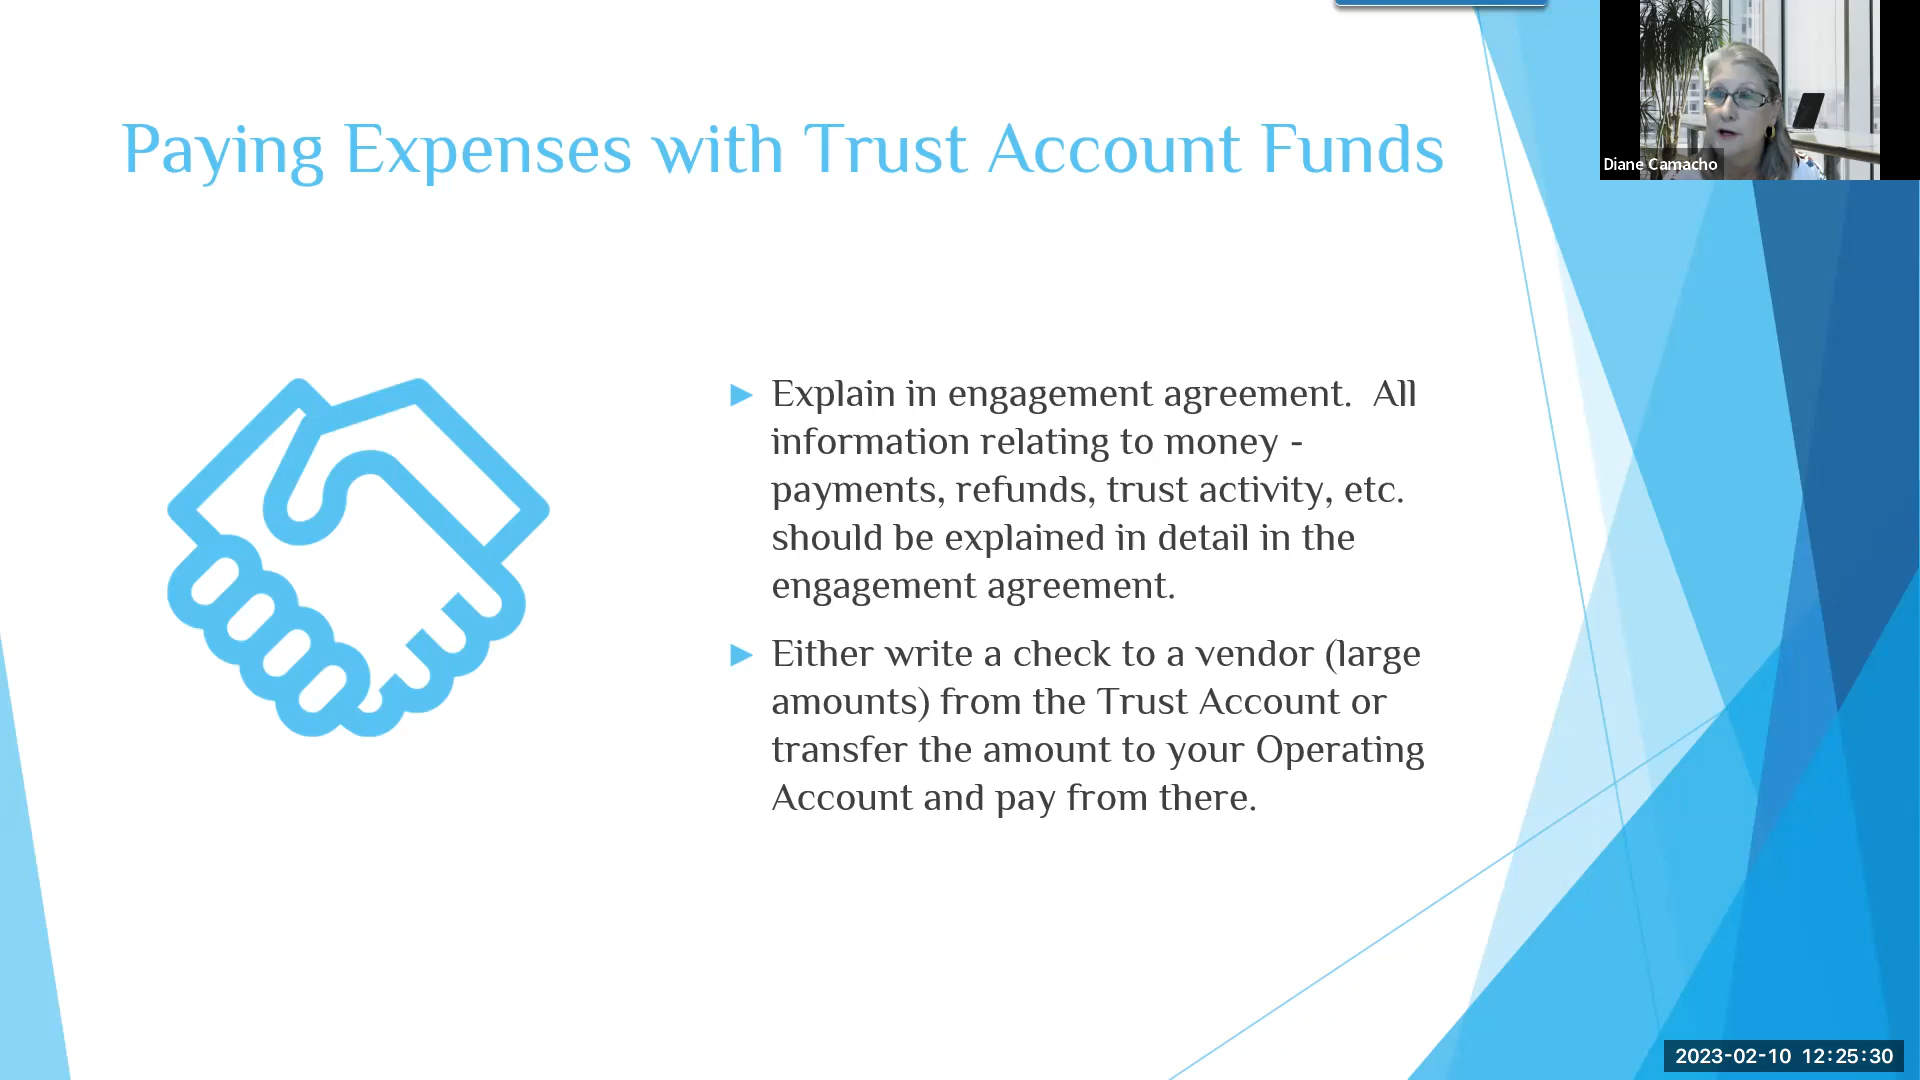 Paying Expenses with Trust Account Funds
Diane Camacho
Explain in engagement agreement.  All
information relating to money -
payments, refunds, trust activity, etc.
should be explained in detail in the
engagement agreement.
Either write a check to a vendor (large
amounts) from the Trust Account or
transfer the amount to your Operating
Account and pay from there.
2023-02-10 12:25:30